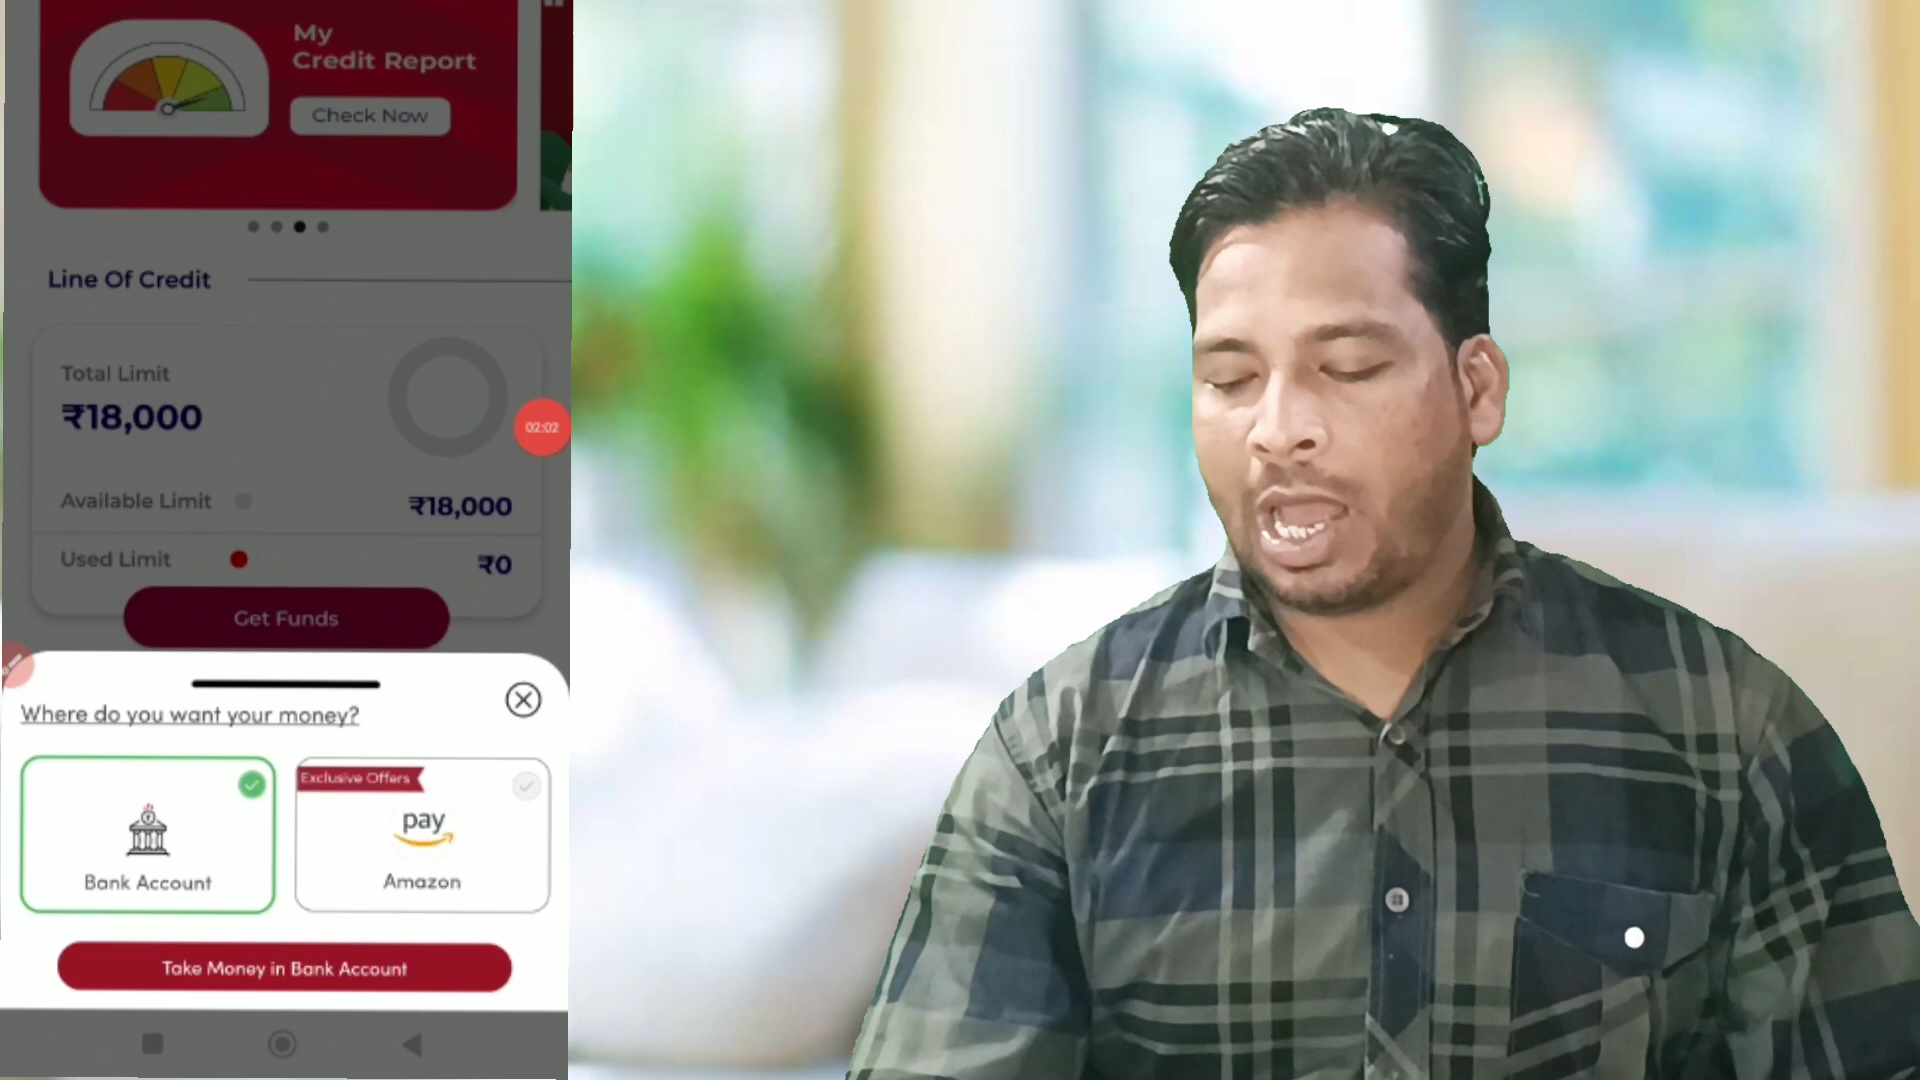 My
Credit Report
Check Now
Line Of Credit
Total Limit
₹18,000
02:02
Available Limit
₹18,000
Used Limit
₹0
Get Funds
Where do you want your money?
Exclusive Offers
pay
Bank Account
Amazon
Take Money in Bank Account